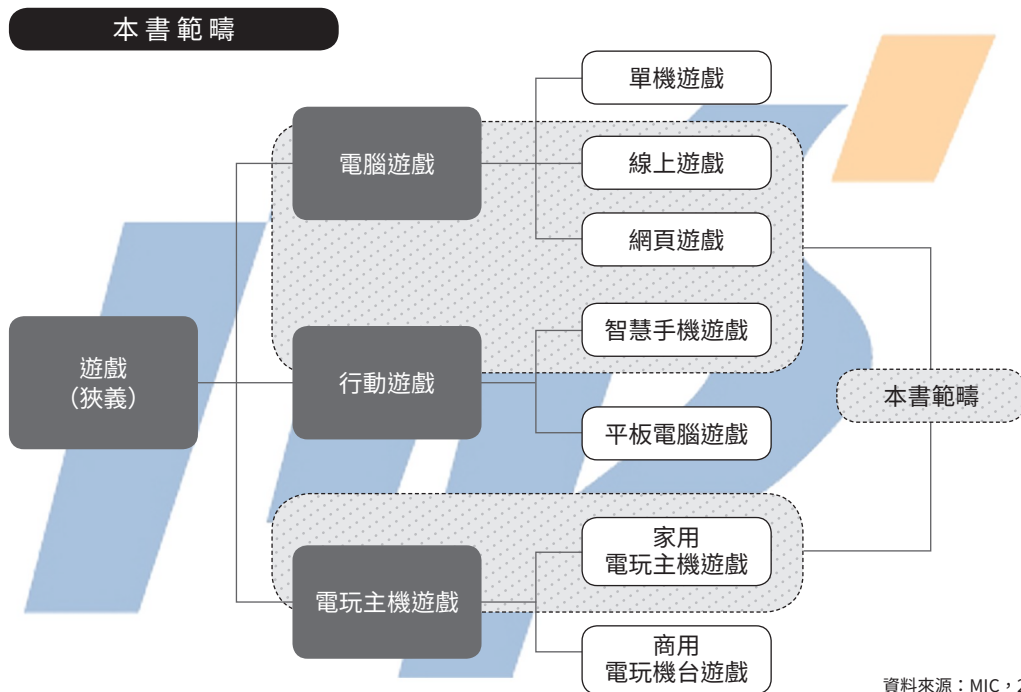 本書範疇
單機遊戲
電腦遊戲
線上遊戲
網頁遊戲
智慧手機遊戲
遊戲
（狹義）
行動遊戲
本書範疇
平板電腦遊戲
家用
電玩主機遊戲
電玩主機遊戲
商用
電玩機台遊戲
資料來源：MIC，2